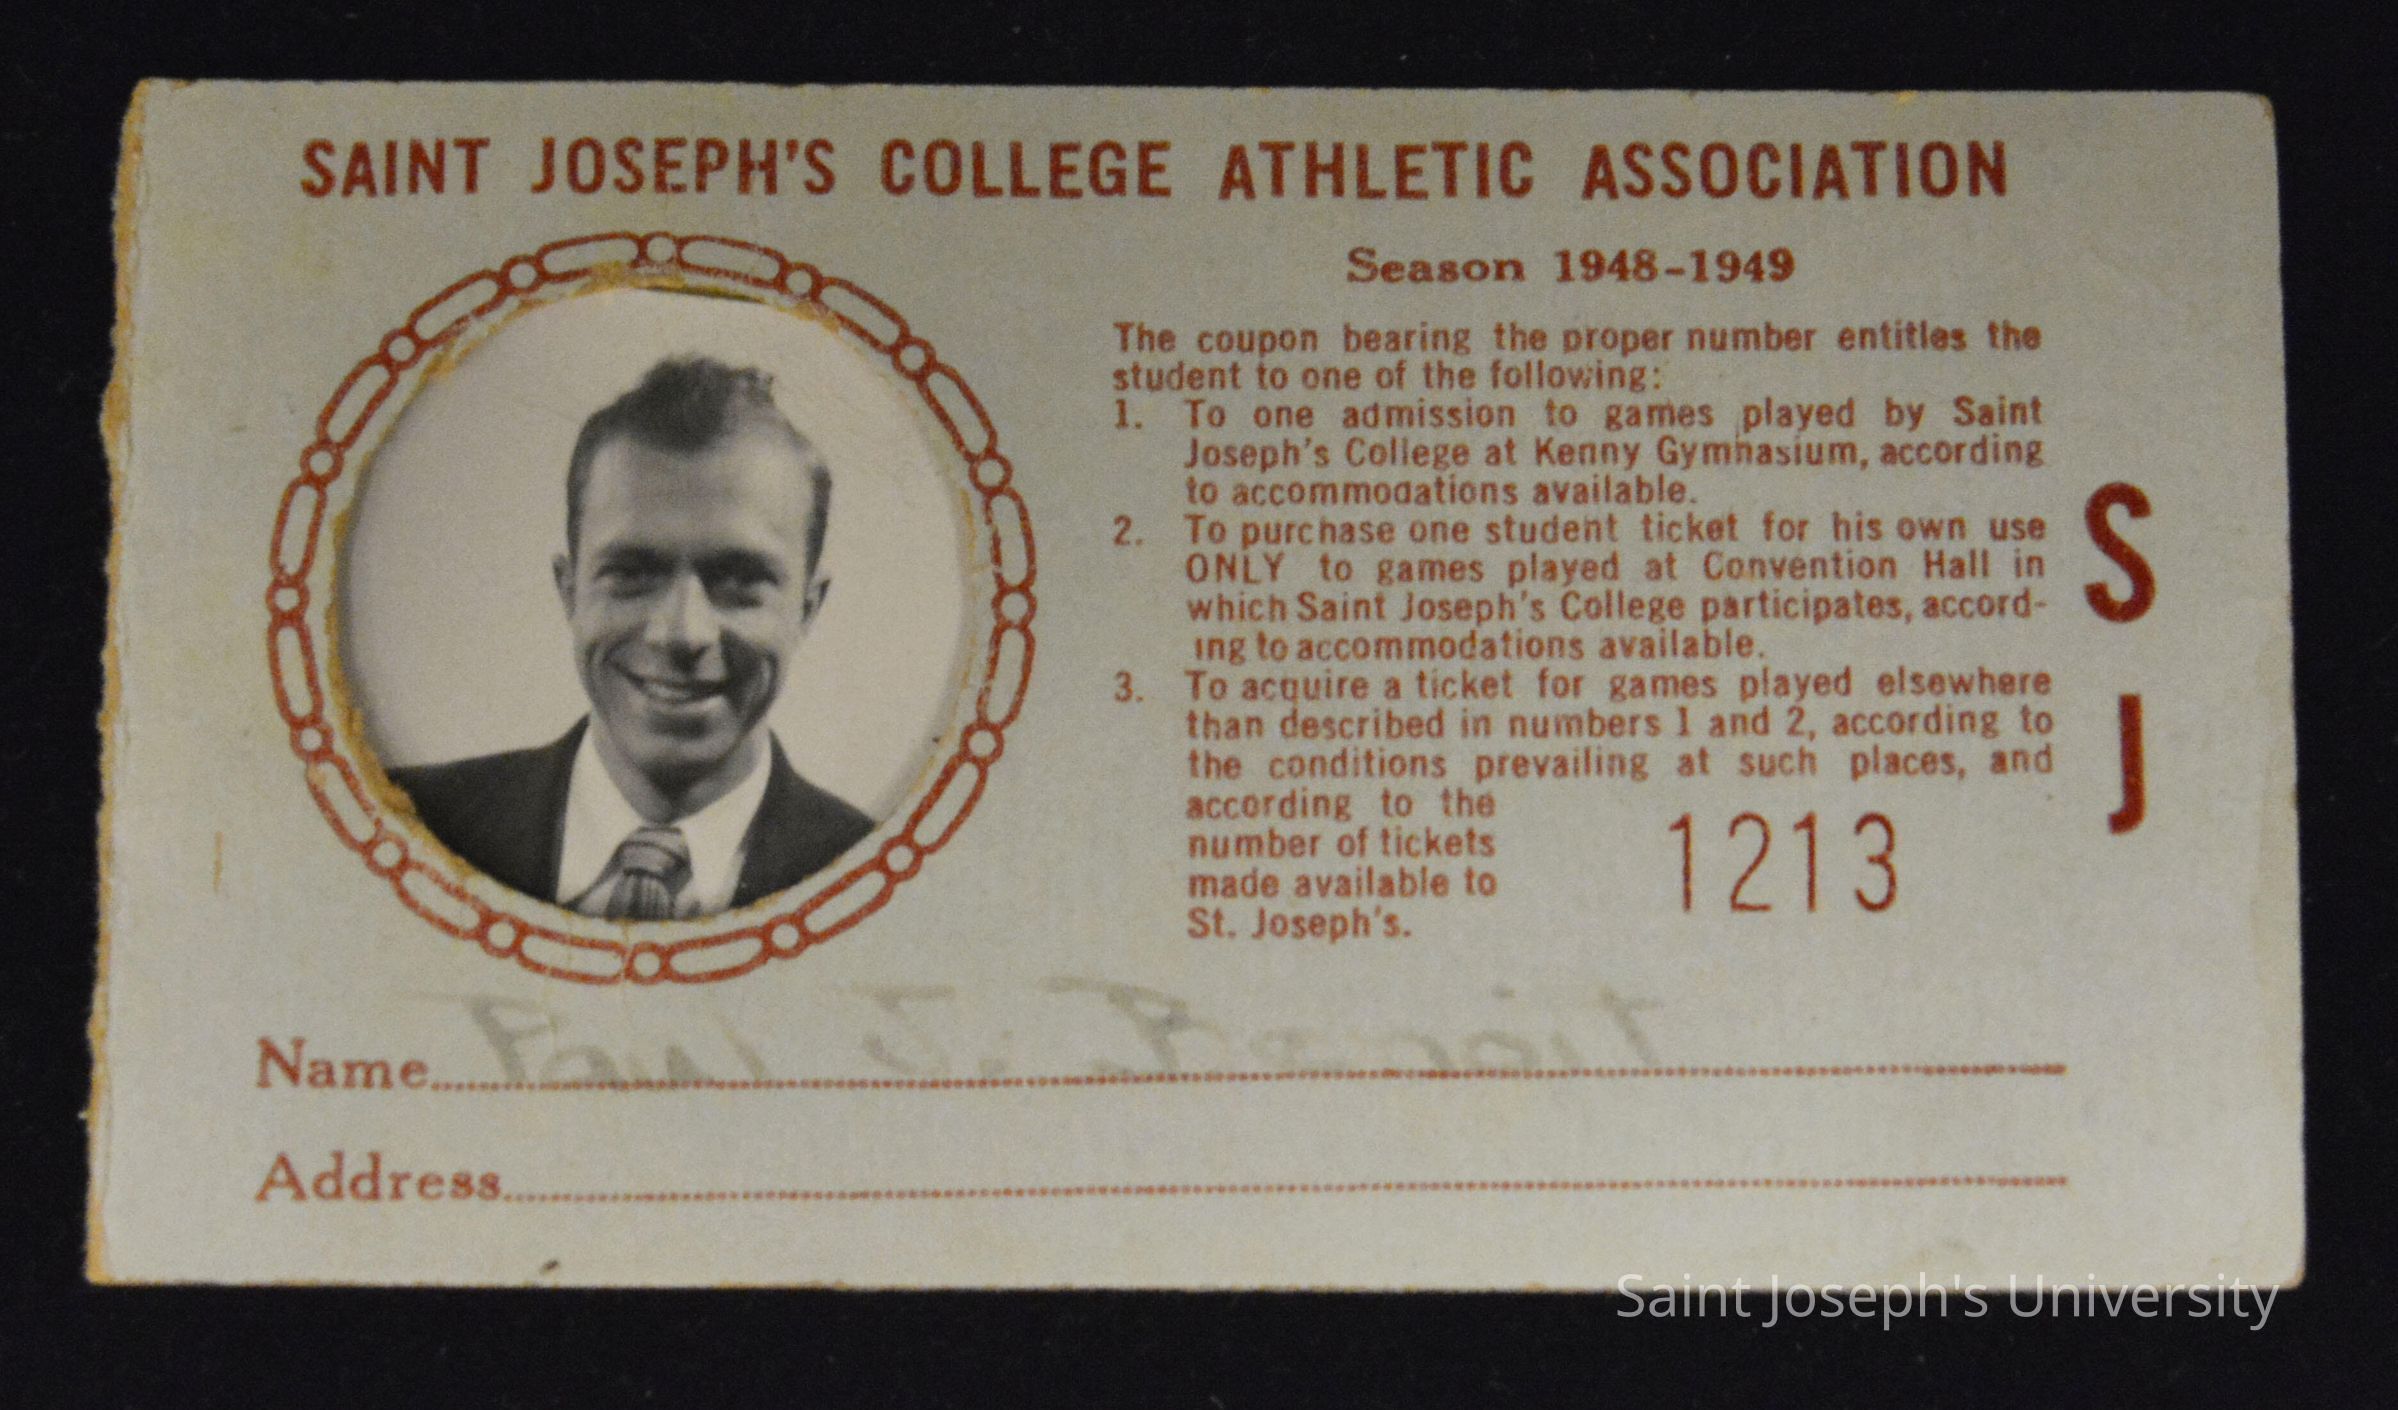 SAINT JOSEPH'S COLLEGE ATHLETIC ASSOCIATION
Season 1948-1949
The coupon bearing the proper number entitles the
student to one of the following:
1. To one admission to games played by Saint
Joseph's College at Kenny Gymnasium, according
to accommodations available.
2. To purchase one student ticket for his own use
ONLY to games played at Convention Hall in
which Saint Joseph's College participates, accord-
ing to accommodations available.
3. To acquire a ticket for games played elsewhere
than described in numbers 1 and 2, according to
the conditions prevailing at such places, and
according to the
number of tickets
made available to
St. Joseph's.
1213
S
J
Name
Address
Saint Joseph's University